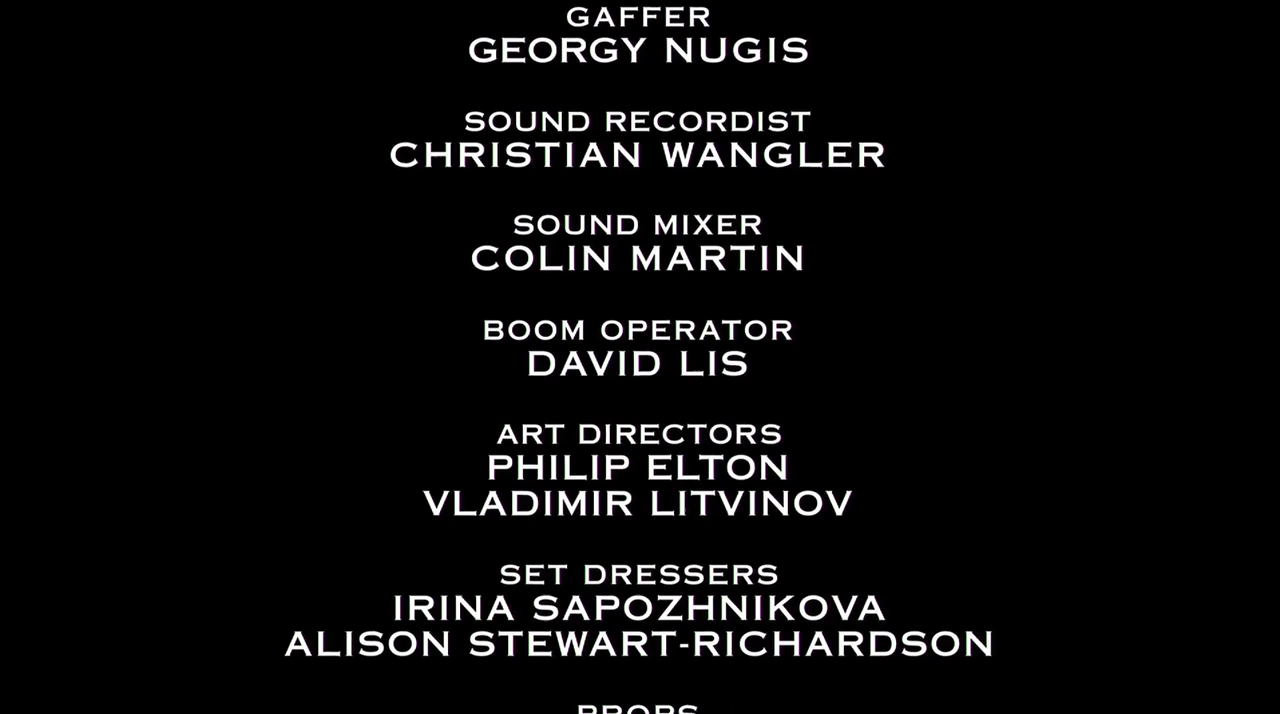 GAFFER
GEORGY NUGIS
SOUND RECORDIST
CHRISTIAN WANGLER
SOUND MIXER
COLIN MARTIN
BOOM OPERATOR
DAVID LIS
ART DIRECTORS
PHILIP ELTON
VLADIMIR LITVINOV
SET DRESSERS
IRINA SAPOZHNIKOVA
ALISON STEWART-RICHARDSON
PROPS